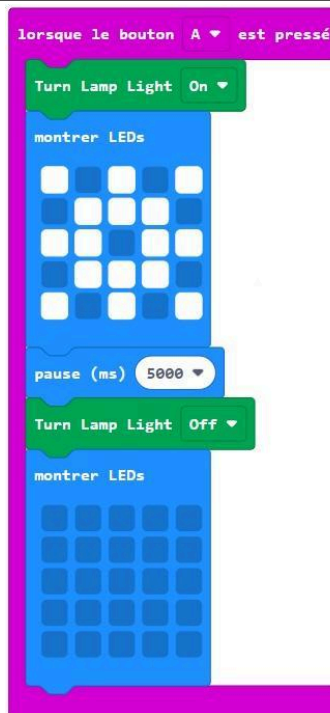 lorsque le bouton A est pressé
Turn Lamp Light On
montrer LEDs
pause (ms) 5000
Turn Lamp Light Off
montrer LEDs